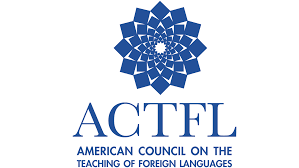 ACTFL
AMERICAN COUNCIL ON THE
TEACHING OF FOREIGN LANGUAGES